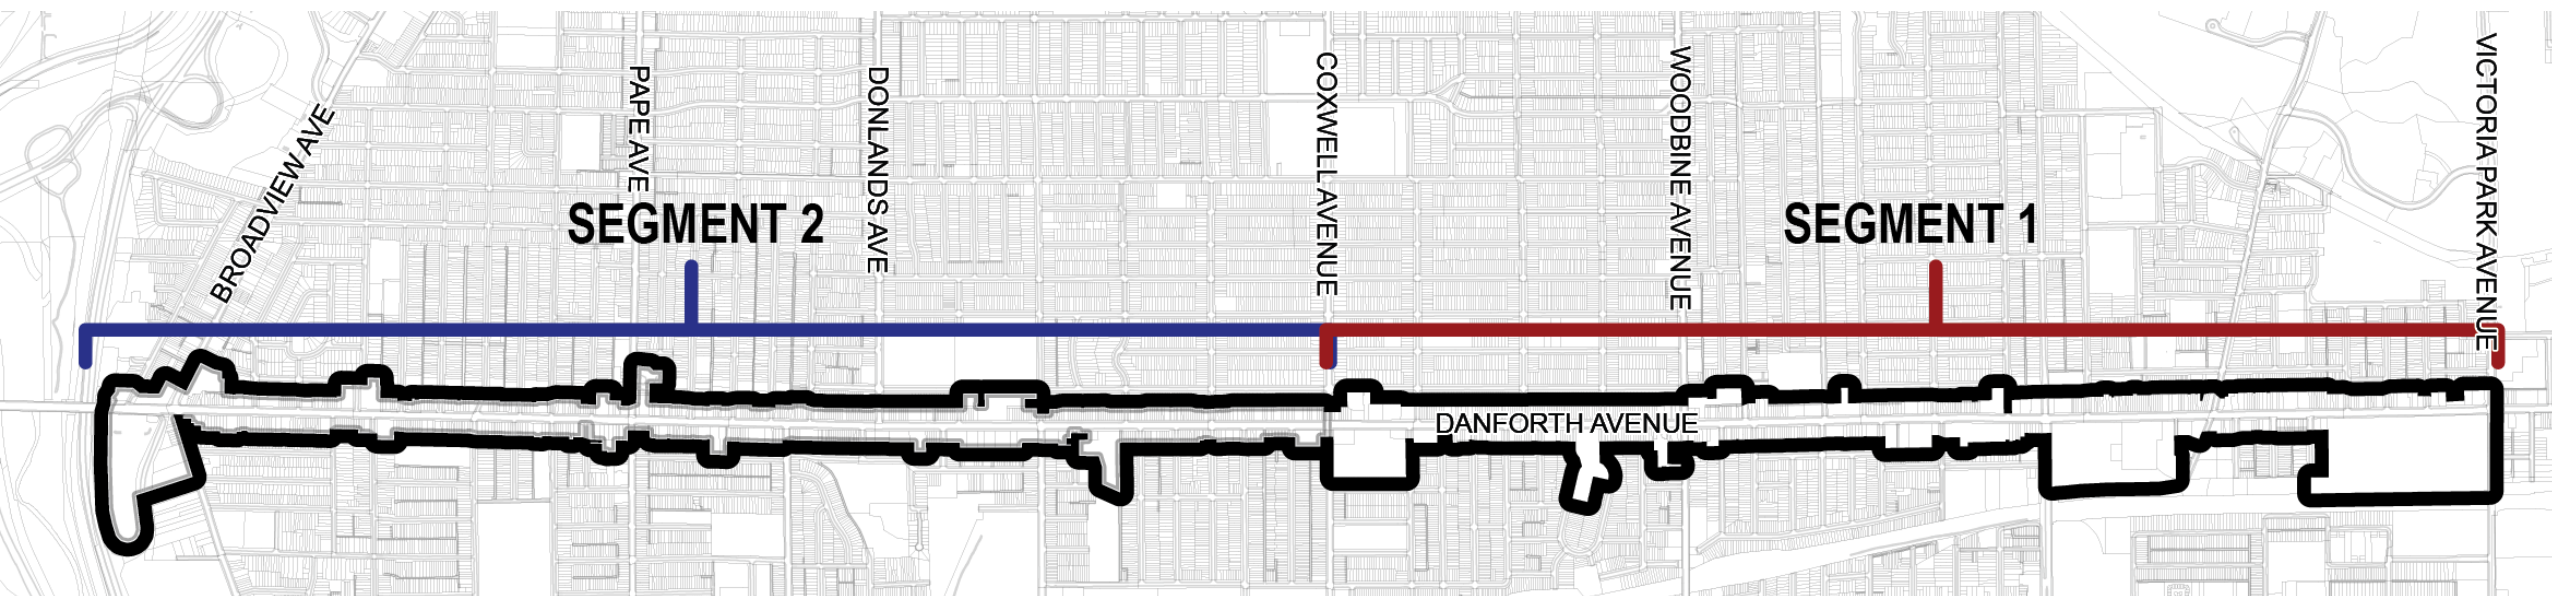 BROADVIEW AVE
PAPE AVE
DONLANDS AVE
COXWELL AVENUE
WOODBINE AVENUE
VICTORIA PARK AVENUE
SEGMENT 2
SEGMENT 1
DANFORTH AVENUE